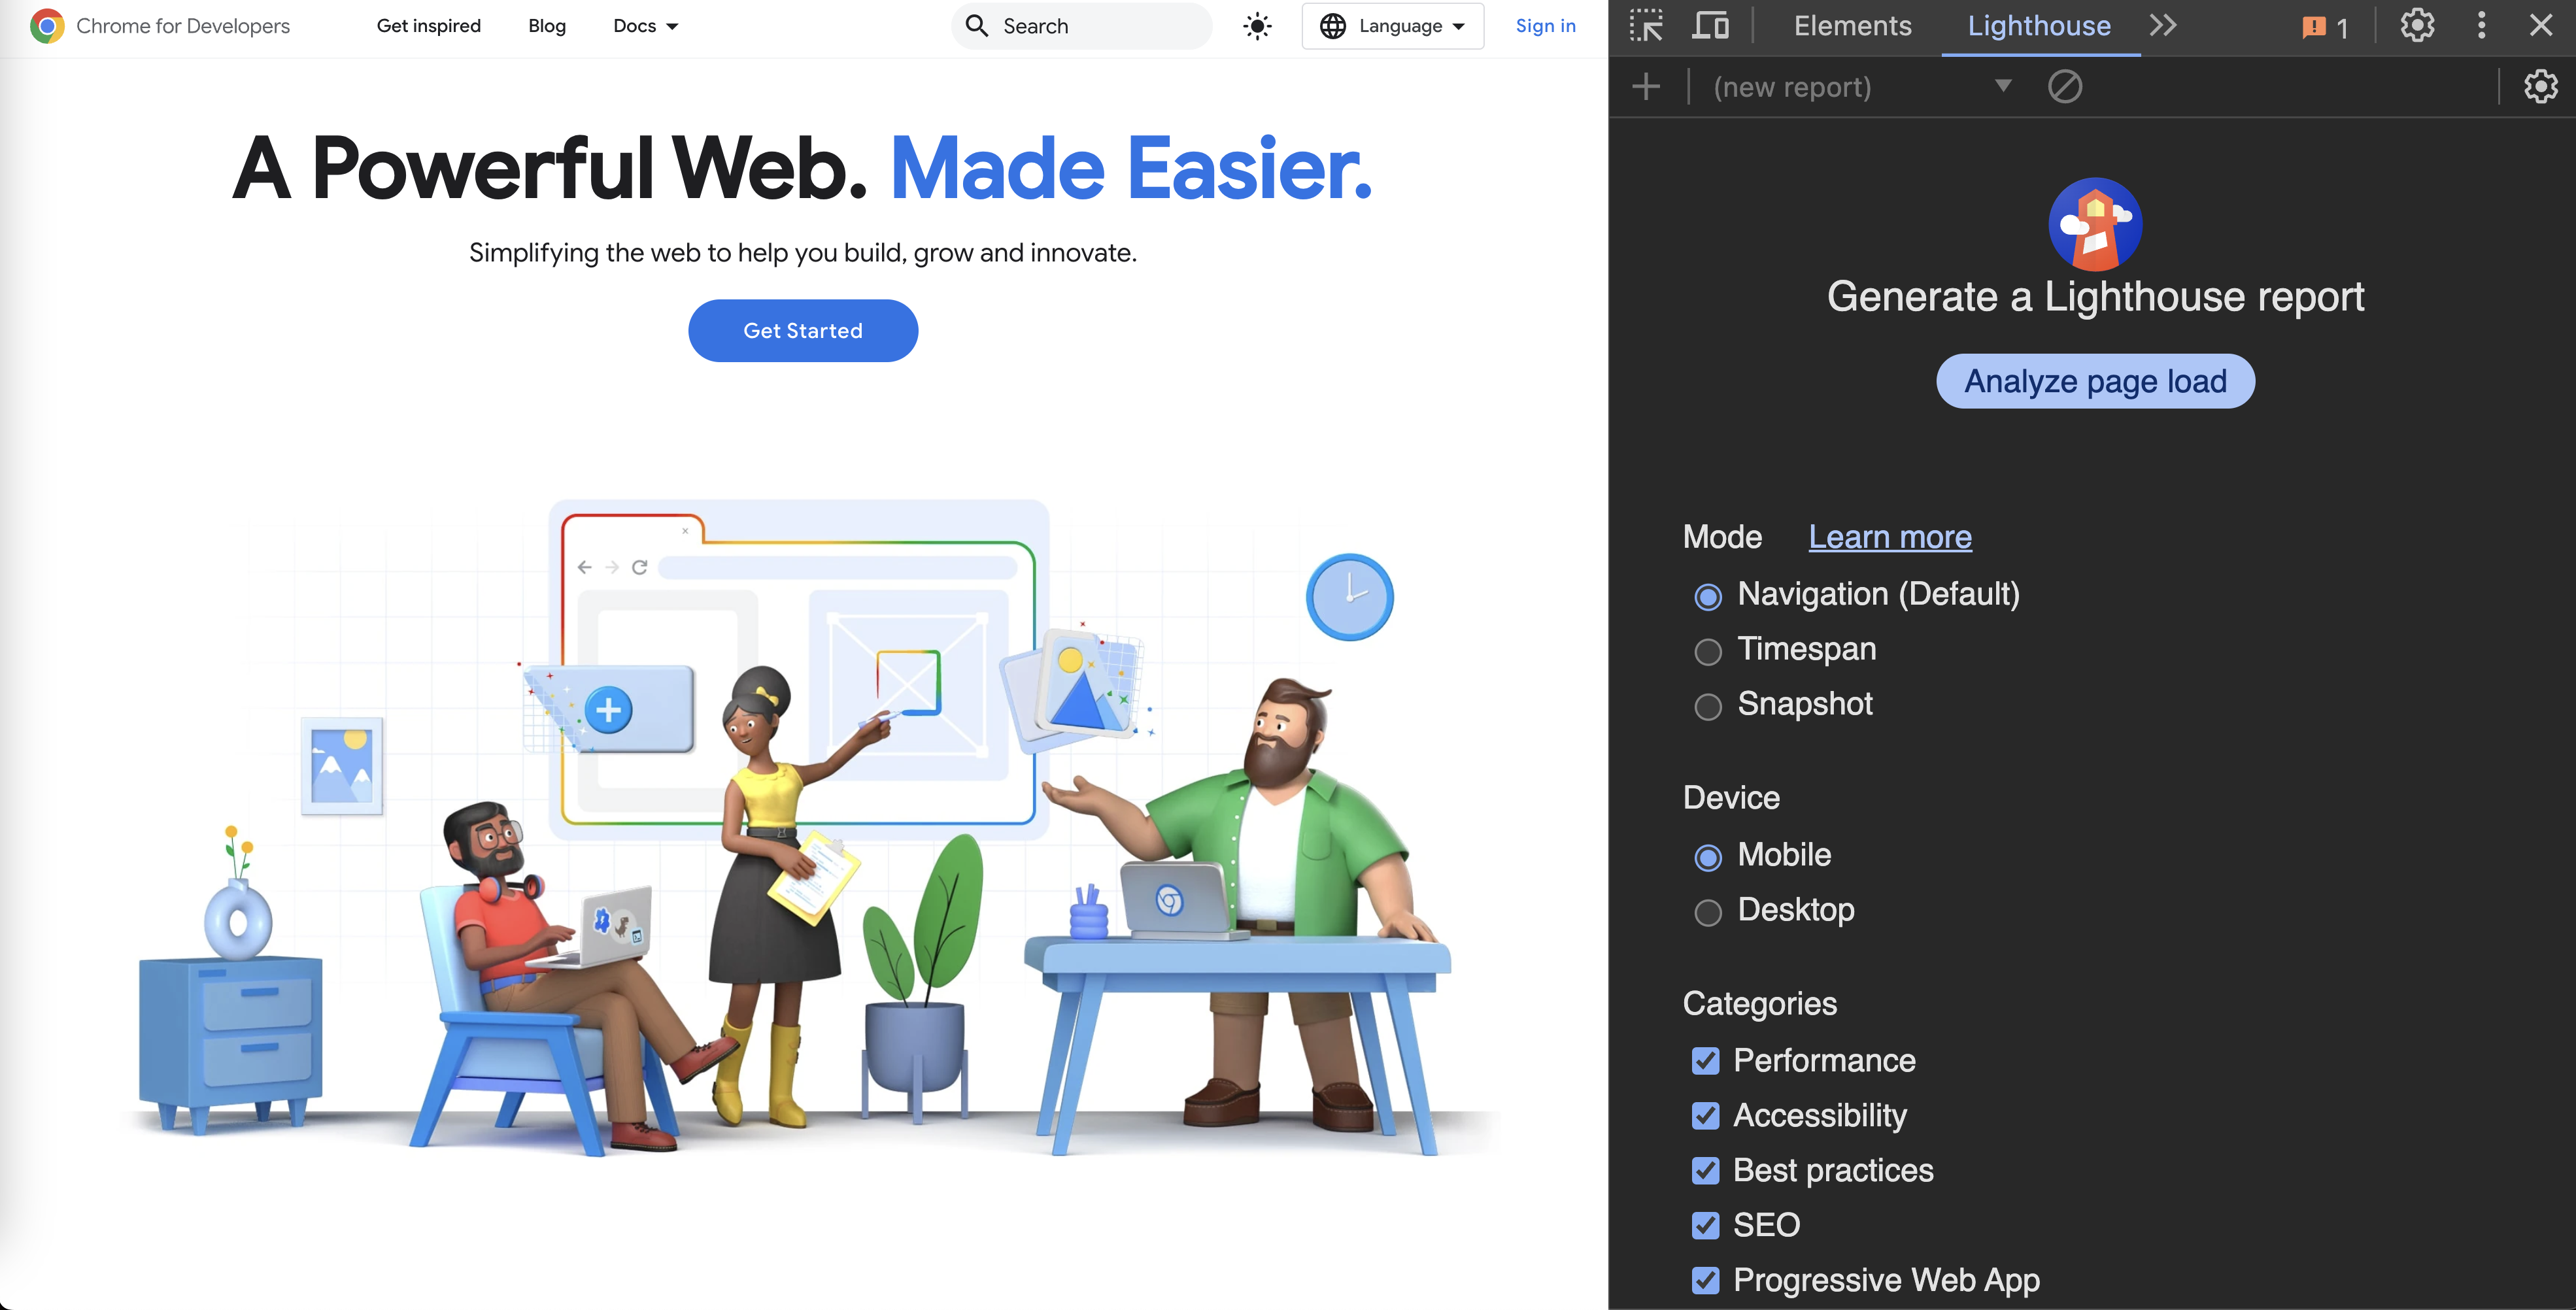 Chrome for Developers
Get inspired
Blog
Docs
Search
Language
Sign in
A Powerful Web. Made Easier.
Simplifying the web to help you build, grow and innovate.
Get Started
Elements
Lighthouse
1
(new report)
Generate a Lighthouse report
Analyze page load
Mode Learn more
Navigation (Default)
Timespan
Snapshot
Device
Mobile
Desktop
Categories
Performance
Accessibility
Best practices
SEO
Progressive Web App